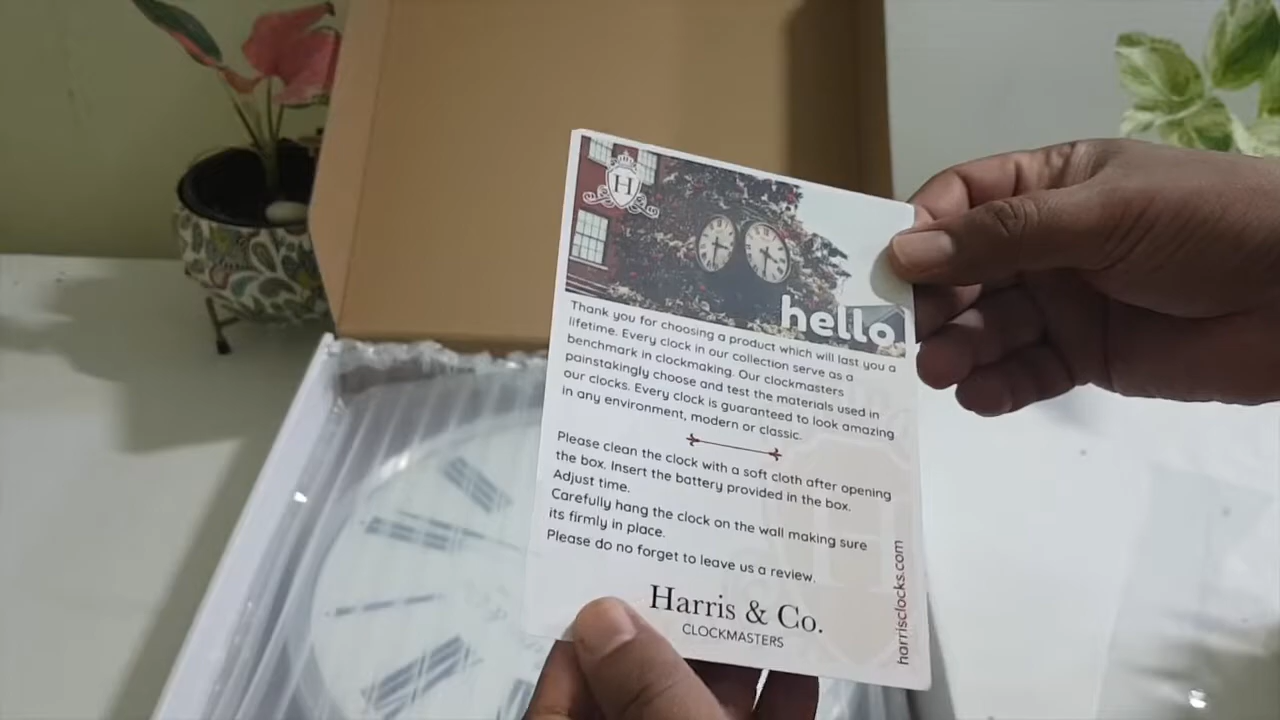 H
hello
Thank you for choosing a product which will last you a
lifetime. Every clock in our collection serve as a
benchmark in clockmaking. Our clockmasters
painstakingly choose and test the materials used in
our clocks. Every clock is guaranteed to look amazing
in any environment, modern or classic.
Please clean the clock with a soft cloth after opening
the box. Insert the battery provided in the box.
Adjust time.
Carefully hang the clock on the wall making sure
its firmly in place.
Please do no forget to leave us a review.
Harris & Co.
CLOCKMASTERS
harrisclocks.com